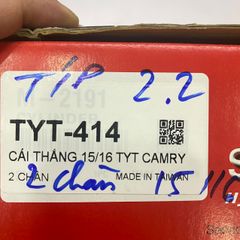 T/P 2.2
M-2191
TYT-414
CÁI THẮNG 15/16 TYT CAMRY
2 CHÂN
MADE IN TAIWAN
2 chân 15/16